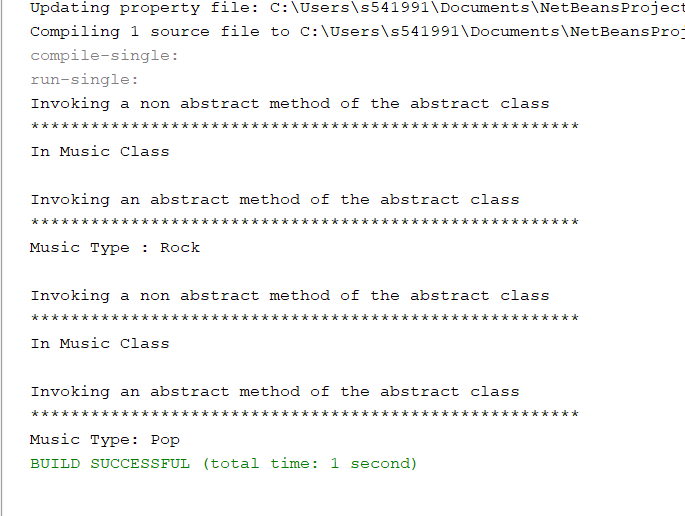 Updating property file: C:\Users\s541991\Documents\NetBeansProject
Compiling 1 source file to C:\Users\s541991\Documents\NetBeansProj
compile-single:
run-single:
Invoking a non abstract method of the abstract class
*******************************************************
In Music Class
Invoking an abstract method of the abstract class
*******************************************************
Music Type : Rock
Invoking a non abstract method of the abstract class
*******************************************************
In Music Class
Invoking an abstract method of the abstract class
*******************************************************
Music Type: Pop
BUILD SUCCESSFUL (total time: 1 second)